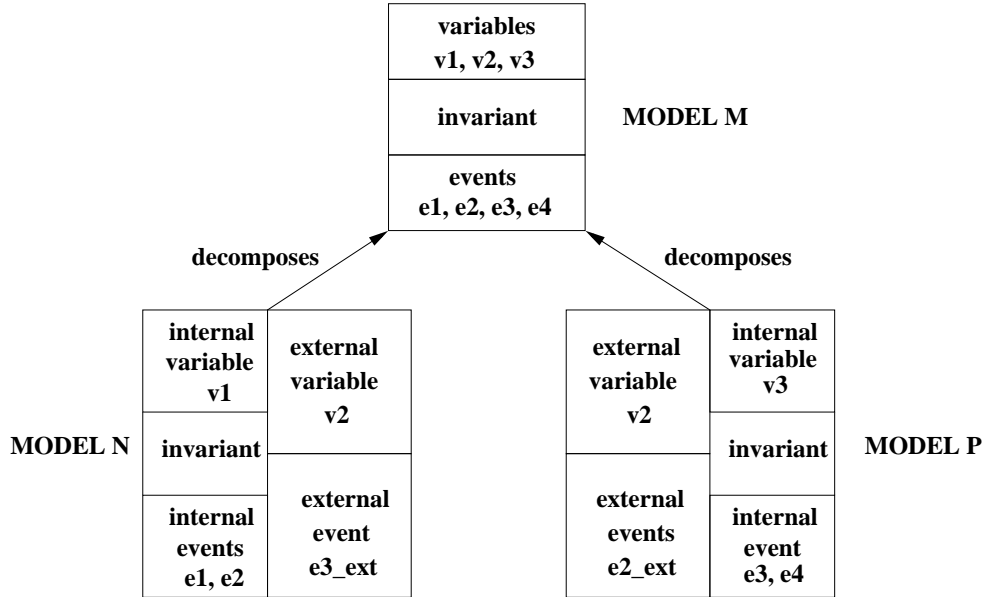 variables
v1, v2, v3
invariant
MODEL M
events
e1, e2, e3, e4
decomposes
decomposes
MODEL N
internal
variable
v1
invariant
internal
events
e1, e2
external
variable
v2
external
event
e3_ext
external
variable
v2
external
events
e2_ext
internal
variable
v3
invariant
internal
event
e3, e4
MODEL P